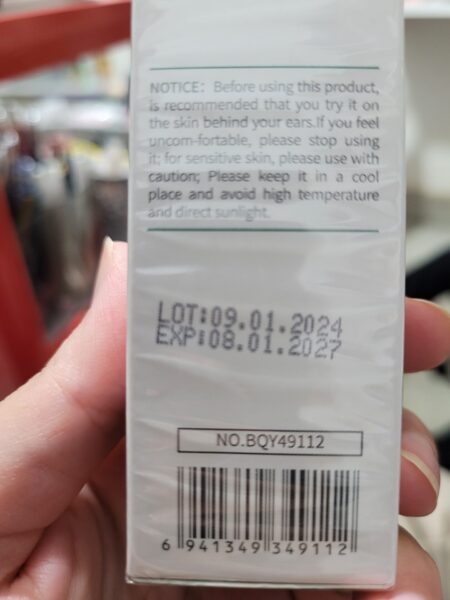 NOTICE: Before using this product,
is recommended that you try it on
the skin behind your ears.If you feel
uncom-fortable, please stop using
it; for sensitive skin, please use with
caution; Please keep it in a cool
place and avoid high temperature
and direct sunlight.
LOT:09.01.2024
EXP:08.01.2027
NO.BQY49112
6 941349 349112